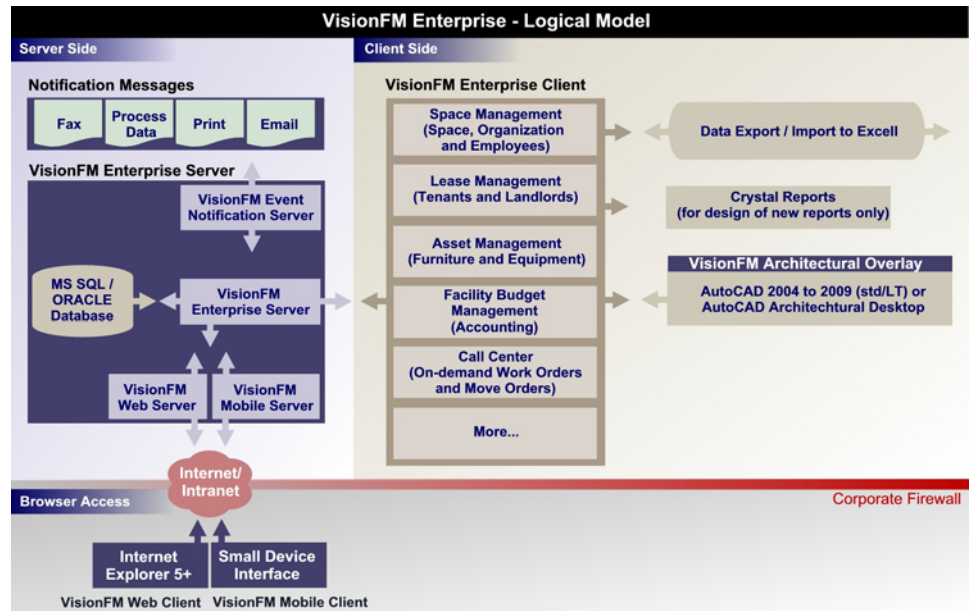 VisionFM Enterprise - Logical Model
Server Side
Client Side
Notification Messages
Fax
Process
Data
Print
Email
VisionFM Enterprise Server
VisionFM Event
Notification Server
MS SQL /
ORACLE
Database
VisionFM
Enterprise Server
VisionFM
Web Server
VisionFM
Mobile Server
VisionFM Enterprise Client
Space Management
(Space, Organization
and Employees)
Lease Management
(Tenants and Landlords)
Asset Management
(Furniture and Equipment)
Facility Budget
Management
(Accounting)
Call Center
(On-demand Work Orders
and Move Orders)
More...
Data Export / Import to Excell
Crystal Reports
(for design of new reports only)
VisionFM Architectural Overlay
AutoCAD 2004 to 2009 (std/LT) or
AutoCAD Architechtural Desktop
Internet/
Intranet
Corporate Firewall
Browser Access
Internet
Explorer 5+
Small Device
Interface
VisionFM Web Client
VisionFM Mobile Client